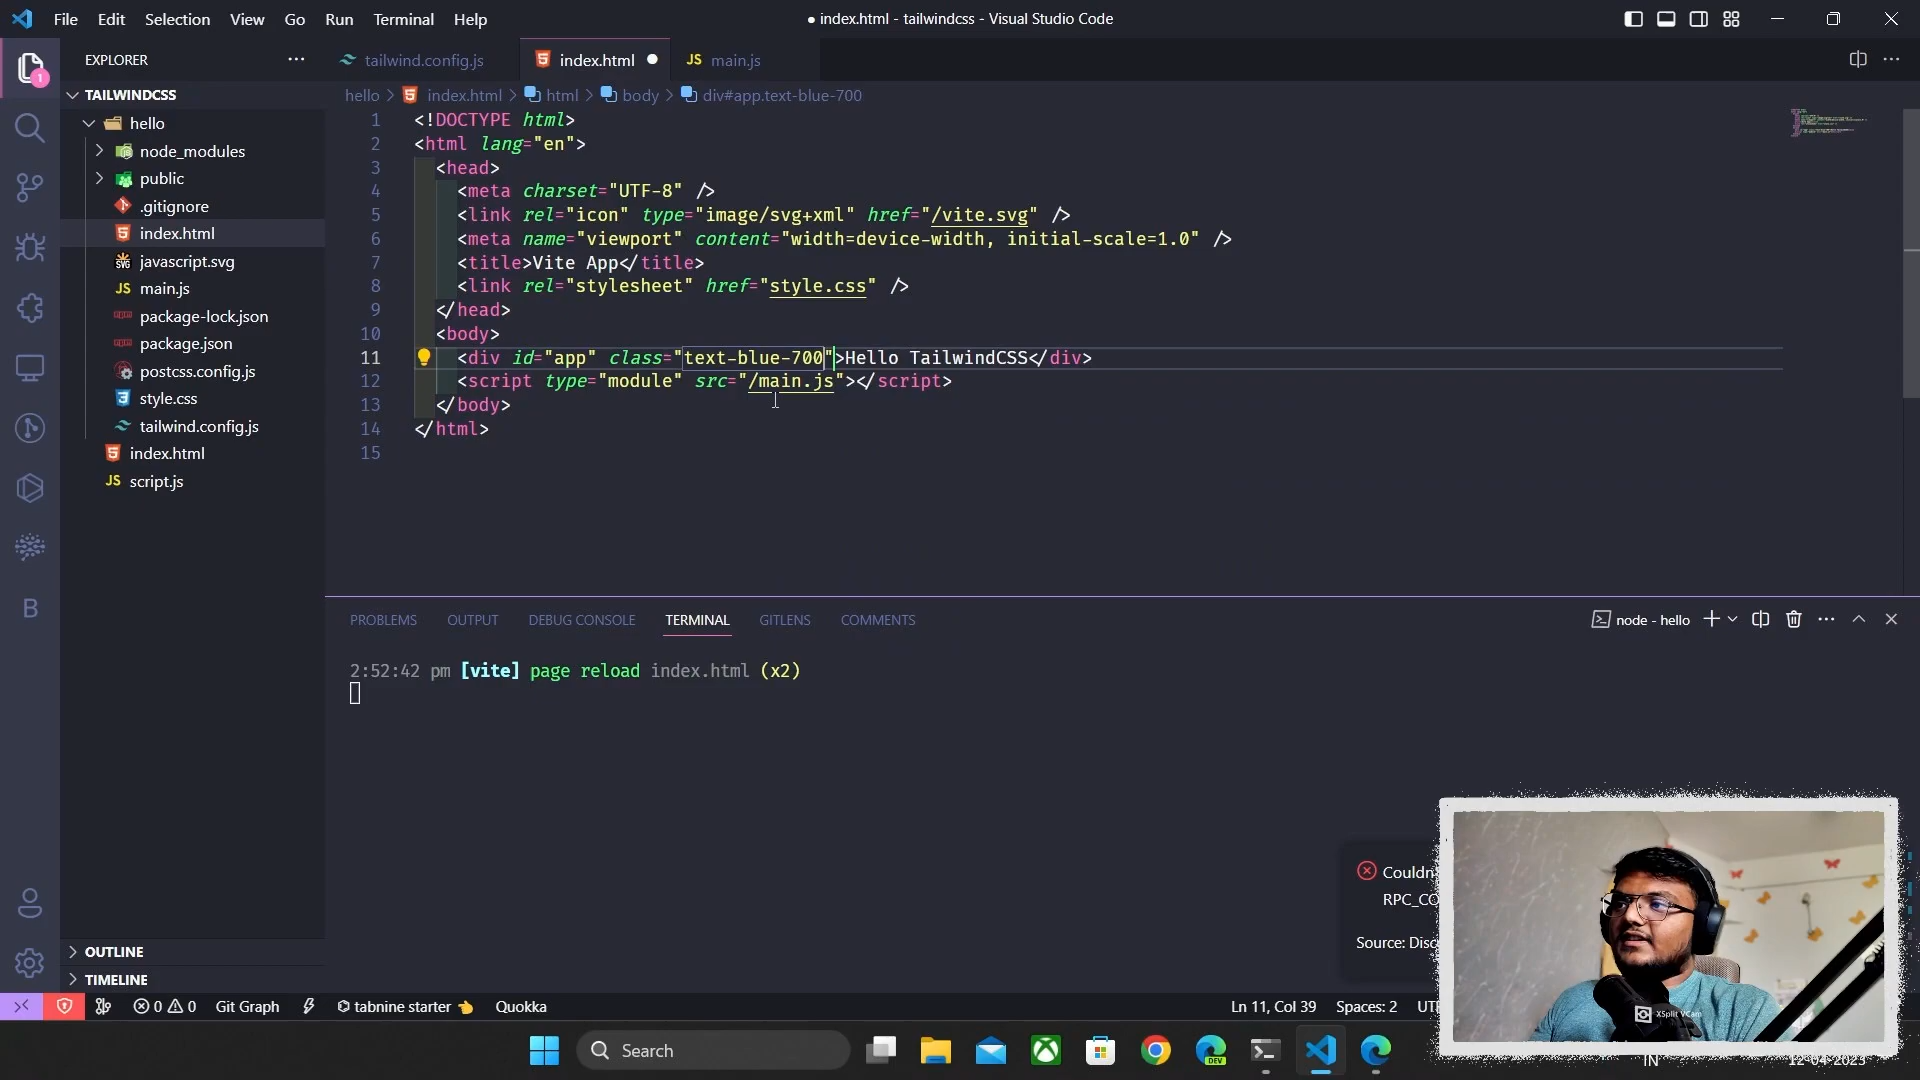 File Edit Selection View Go Run Terminal Help
● index.html - tailwindcss - Visual Studio Code
EXPLORER
tailwind.config.js
index.html
JS main.js
1
TAILWINDCSS
hello > index.html > html > body > div#app.text-blue-700
hello
node_modules
public
.gitignore
index.html
javascript.svg
JS main.js
package-lock.json
package.json
postcss.config.js
style.css
tailwind.config.js
index.html
JS script.js
1 <!DOCTYPE html>
2 <html lang="en">
3 <head>
4 <meta charset="UTF-8" />
5 <link rel="icon" type="image/svg+xml" href="/vite.svg" />
6 <meta name="viewport" content="width=device-width, initial-scale=1.0" />
7 <title>Vite App</title>
8 <link rel="stylesheet" href="style.css" />
9 </head>
10 <body>
11 <div id="app" class="text-blue-700">Hello TailwindCSS</div>
12 <script type="module" src="/main.js"></script>
13 </body>
14 </html>
15
B
PROBLEMS OUTPUT DEBUG CONSOLE TERMINAL GITLENS COMMENTS
node - hello
2:52:42 pm [vite] page reload index.html (x2)
Couldn
RPC_CO
Source: Disc
XSplit VCam
OUTLINE
TIMELINE
0 0 Git Graph tabnine starter Quokka
Ln 11, Col 39 Spaces: 2 UT
Search
DEV
IN
12-04-2023